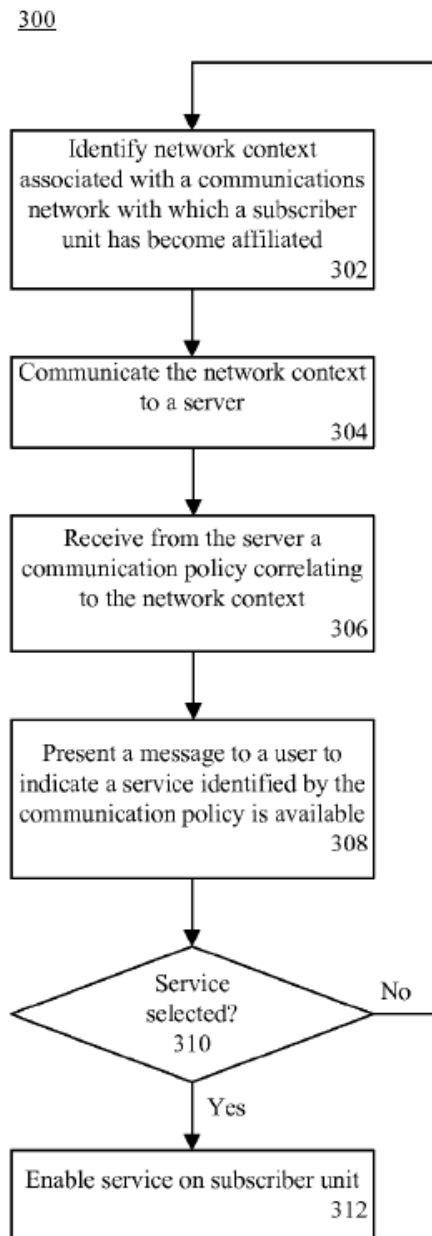 300
Identify network context
associated with a communications
network with which a subscriber
unit has become affiliated
302
Communicate the network context
to a server
304
Receive from the server a
communication policy correlating
to the network context
306
Present a message to a user to
indicate a service identified by the
communication policy is available
308
Service
selected?
310
No
Yes
Enable service on subscriber unit
312